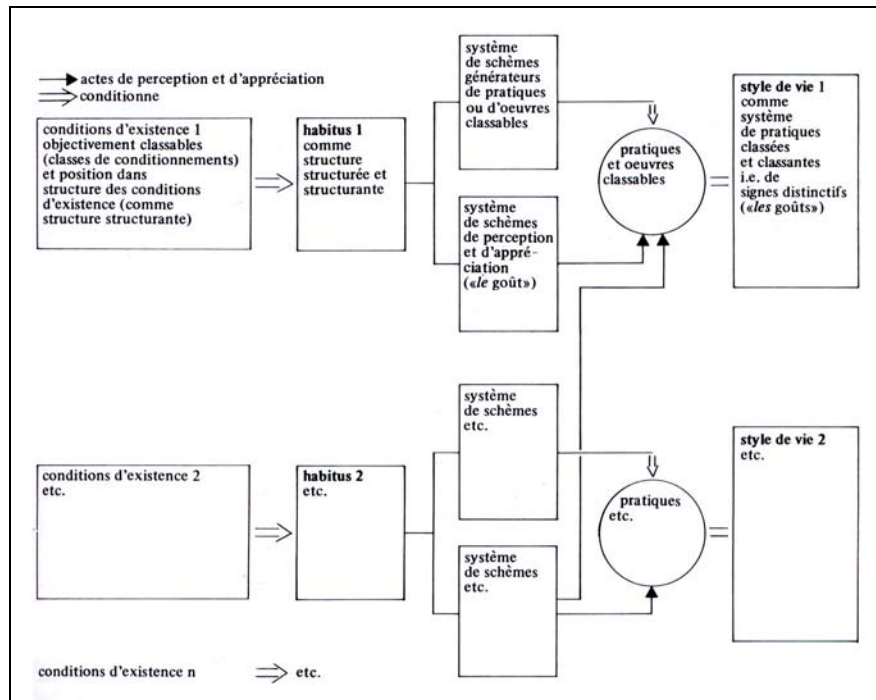 actes de perception et d'appréciation
conditionne
conditions d'existence 1
objectivement classables
(classes de conditionnements)
et position dans
structure des conditions
d'existence (comme
structure structurante)
habitus 1
comme
structure
structurée et
structurante
système
de schèmes
générateurs
de pratiques
ou d'oeuvres
classables
système
de schèmes
de perception
et d'appré-
ciation
(«le goût»)
pratiques
et oeuvres
classables
style de vie 1
comme
système
de pratiques
classées
et classantes
i.e. de
signes distinctifs
(«les goûts»)
conditions d'existence 2
etc.
habitus 2
etc.
système
de schèmes
etc.
système
de schèmes
etc.
pratiques
etc.
style de vie 2
etc.
conditions d'existence n
etc.